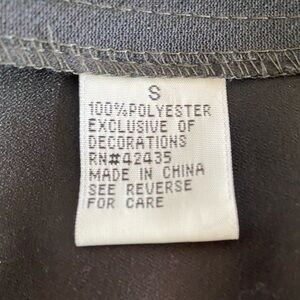 S
100%POLYESTER
EXCLUSIVE OF
DECORATIONS
RN#42435
MADE IN CHINA
SEE REVERSE
FOR CARE